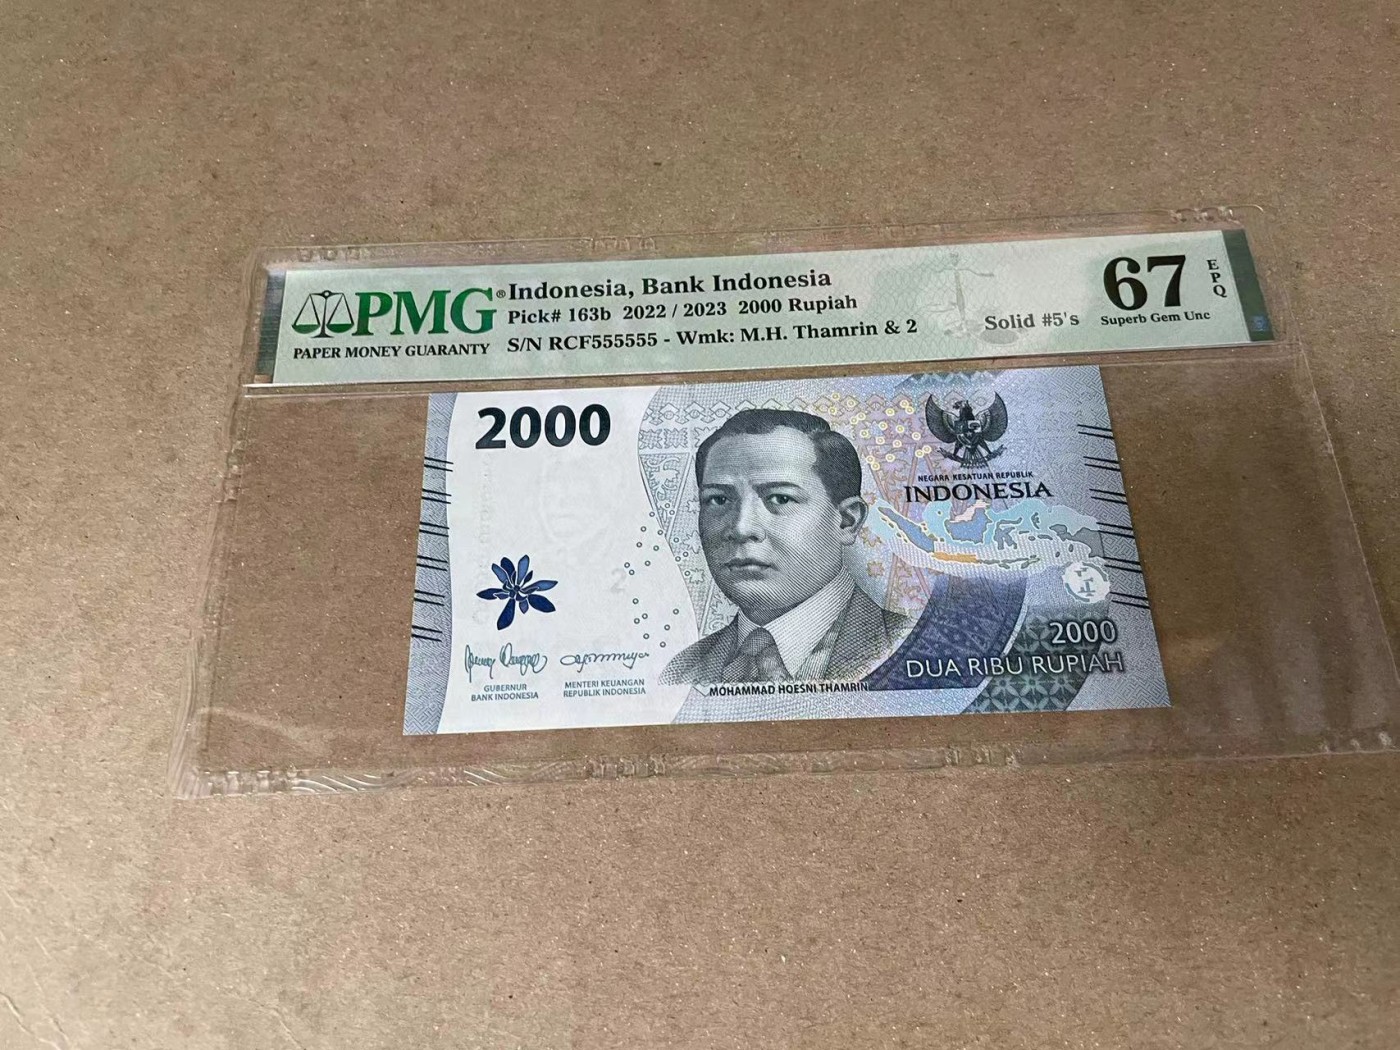 PMG®
PAPER MONEY GUARANTY
Indonesia, Bank Indonesia
Pick# 163b 2022 / 2023 2000 Rupiah
S/N RCF555555 - Wmk: M.H. Thamrin & 2
Solid #5's
67
EPQ
Superb Gem Unc
2000
NEGARA KESATUAN REPUBLIK
INDONESIA
2
2000
DUA RIBU RUPIAH
GUBERNUR
BANK INDONESIA
MENTERI KEUANGAN
REPUBLIK INDONESIA
MOHAMMAD HOESNI THAMRIN